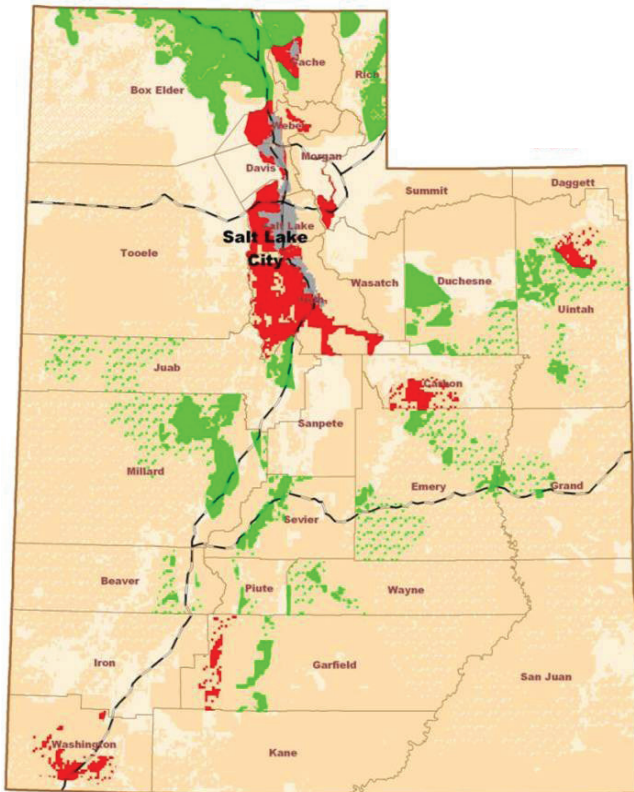 Cache
Rich
Box Elder
Weber
Morgan
Davis
Summit
Daggett
Salt Lake
Salt Lake
City
Tooele
Wasatch
Duchesne
Uintah
Juab
Carbon
Sanpete
Millard
Emery
Grand
Sevier
Beaver
Piute
Wayne
Iron
Garfield
San Juan
Washington
Kane